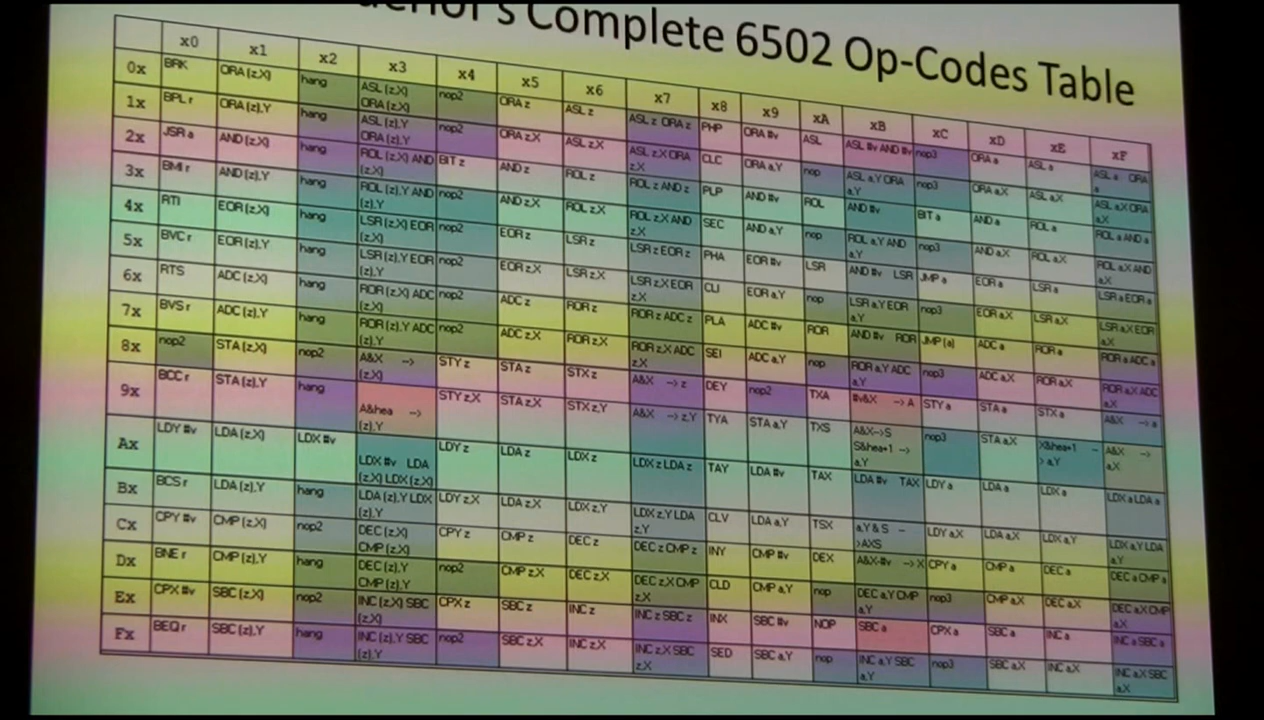 's Complete 6502 Op-Codes Table
x0 x1 x2 x3 x4 x5 x6 x7 x8 x9 xA xB xC xD xE xF
0x BRK ORA (z,X) hang ASL (z,X) ORA (z,X) nop2 ORA z ASL z ASL z ORA z PHP ORA #v ASL ASL #v AND #v nop3 ORA a ASL a ASL a ORA a
1x BPL r ORA (z),Y hang ASL (z),Y ORA (z),Y nop2 ORA z,X ASL z,X ASL z,X ORA z,X CLC ORA a,Y nop ASL a,Y ORA a,Y nop3 ORA a,X ASL a,X ASL a,X ORA a,X
2x JSR a AND (z,X) hang ROL (z,X) AND (z,X) BIT z AND z ROL z ROL z AND z PLP AND #v ROL AND #v BIT a AND a ROL a ROL a AND a
3x BMI r AND (z),Y hang ROL (z),Y AND (z),Y nop2 AND z,X ROL z,X ROL z,X AND z,X SEC AND a,Y nop ROL a,Y AND a,Y nop3 AND a,X ROL a,X ROL a,X AND a,X
4x RTI EOR (z,X) hang LSR (z,X) EOR (z,X) nop2 EOR z LSR z LSR z EOR z PHA EOR #v LSR AND #v LSR JMP a EOR a LSR a LSR a EOR a
5x BVC r EOR (z),Y hang LSR (z),Y EOR (z),Y nop2 EOR z,X LSR z,X LSR z,X EOR z,X CLI EOR a,Y nop LSR a,Y EOR a,Y nop3 EOR a,X LSR a,X LSR a,X EOR a,X
6x RTS ADC (z,X) hang ROR (z,X) ADC (z,X) nop2 ADC z ROR z ROR z ADC z PLA ADC #v ROR AND #v ROR JMP (a) ADC a ROR a ROR a ADC a
7x BVS r ADC (z),Y hang ROR (z),Y ADC (z),Y nop2 ADC z,X ROR z,X ROR z,X ADC z,X SEI ADC a,Y nop ROR a,Y ADC a,Y nop3 ADC a,X ROR a,X ROR a,X ADC a,X
8x nop2 STA (z,X) nop2 A&X -> (z,X) STY z STA z STX z A&X -> z DEY nop2 TXA #v&X -> A STY a STA a STX a A&X -> a
9x BCC r STA (z),Y hang A&hea -> (z),Y STY z,X STA z,X STX z,Y A&X -> z,Y TYA STA a,Y TXS A&X->S S&hea+1 -> a,Y nop3 STA a,X X&hea+1 -> a,Y A&X -> a,X
Ax LDY #v LDA (z,X) LDX #v LDX #v LDA (z,X) LDX (z,X) LDY z LDA z LDX z LDX z LDA z TAY LDA #v TAX LDA #v TAX LDY a LDA a LDX a LDX a LDA a
Bx BCS r LDA (z),Y hang LDA (z),Y LDX (z),Y LDY z,X LDA z,X LDX z,Y LDX z,Y LDA z,Y CLV LDA a,Y TSX a,Y & S ->AXS LDY a,X LDA a,X LDX a,Y LDX a,Y LDA a,Y
Cx CPY #v CMP (z,X) nop2 DEC (z,X) CMP (z,X) CPY z CMP z DEC z DEC z CMP z INY CMP #v DEX A&X-#v -> X CPY a CMP a DEC a DEC a CMP a
Dx BNE r CMP (z),Y hang DEC (z),Y CMP (z),Y nop2 CMP z,X DEC z,X DEC z,X CMP z,X CLD CMP a,Y nop DEC a,Y CMP a,Y nop3 CMP a,X DEC a,X DEC a,X CMP a,X
Ex CPX #v SBC (z,X) nop2 INC (z,X) SBC (z,X) CPX z SBC z INC z INC z SBC z INX SBC #v NOP SBC a CPX a SBC a INC a INC a SBC a
Fx BEQ r SBC (z),Y hang INC (z),Y SBC (z),Y nop2 SBC z,X INC z,X INC z,X SBC z,X SED SBC a,Y nop INC a,Y SBC a,Y nop3 SBC a,X INC a,X INC a,X SBC a,X